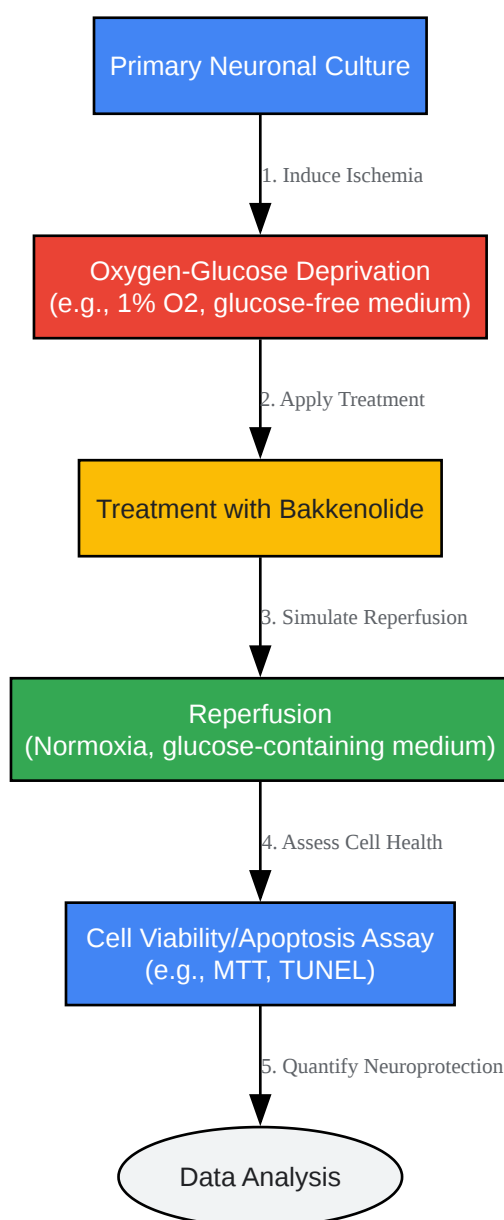 Primary Neuronal Culture
1. Induce Ischemia
Oxygen-Glucose Deprivation
(e.g., 1% O2, glucose-free medium)
2. Apply Treatment
Treatment with Bakkenolide
3. Simulate Reperfusion
Reperfusion
(Normoxia, glucose-containing medium)
4. Assess Cell Health
Cell Viability/Apoptosis Assay
(e.g., MTT, TUNEL)
5. Quantify Neuroprotection
Data Analysis